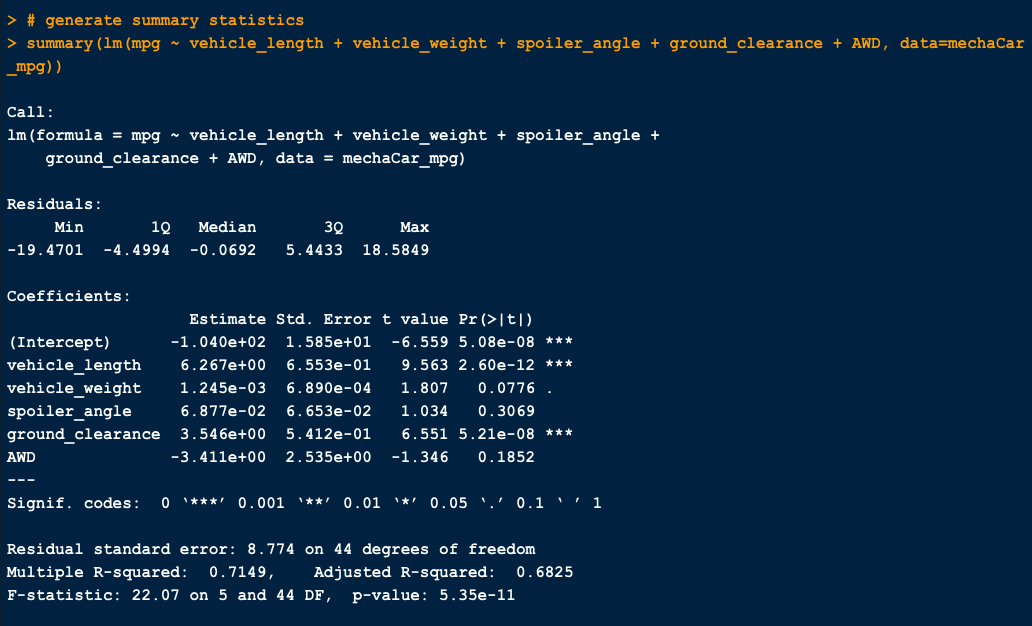 > # generate summary statistics
> summary(lm(mpg ~ vehicle_length + vehicle_weight + spoiler_angle + ground_clearance + AWD, data=mechaCar
_mpg))
Call:
lm(formula = mpg ~ vehicle_length + vehicle_weight + spoiler_angle +
    ground_clearance + AWD, data = mechaCar_mpg)
Residuals:
     Min       1Q   Median       3Q      Max
-19.4701  -4.4994  -0.0692   5.4433  18.5849
Coefficients:
                   Estimate Std. Error t value Pr(>|t|)
(Intercept)      -1.040e+02  1.585e+01  -6.559 5.08e-08 ***
vehicle_length    6.267e+00  6.553e-01   9.563 2.60e-12 ***
vehicle_weight    1.245e-03  6.890e-04   1.807   0.0776 .
spoiler_angle     6.877e-02  6.653e-02   1.034   0.3069
ground_clearance  3.546e+00  5.412e-01   6.551 5.21e-08 ***
AWD              -3.411e+00  2.535e+00  -1.346   0.1852
---
Signif. codes:  0 ‘***’ 0.001 ‘**’ 0.01 ‘*’ 0.05 ‘.’ 0.1 ‘ ’ 1
Residual standard error: 8.774 on 44 degrees of freedom
Multiple R-squared:  0.7149,    Adjusted R-squared:  0.6825
F-statistic: 22.07 on 5 and 44 DF,  p-value: 5.35e-11